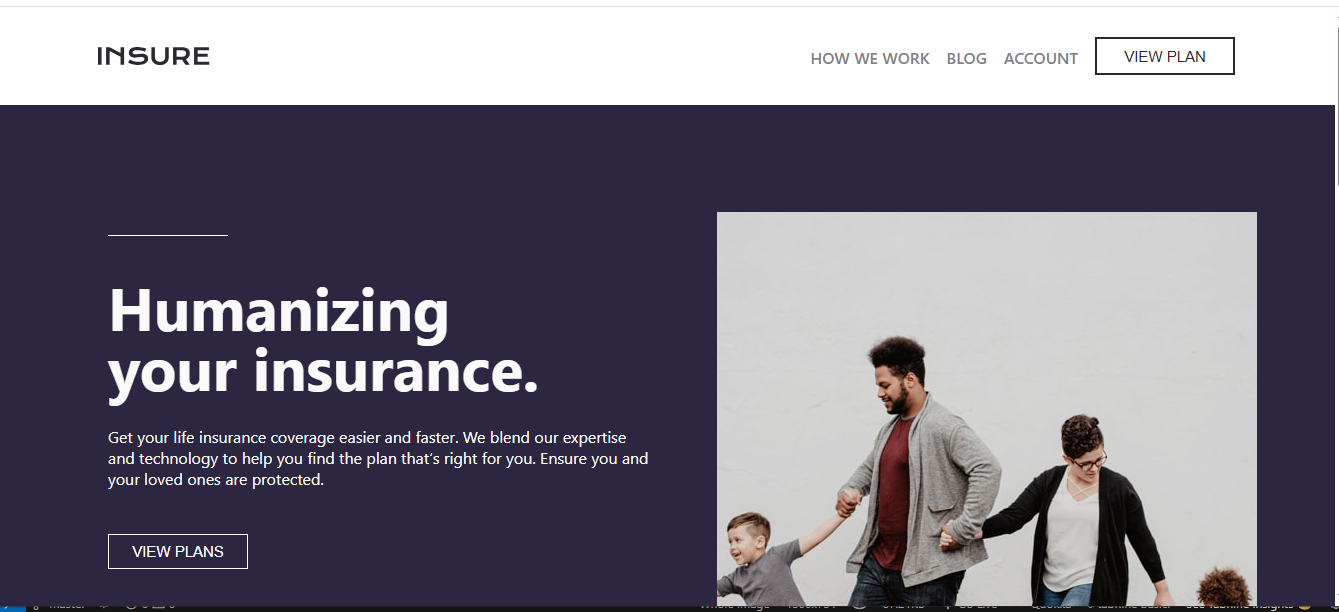 INSURE
HOW WE WORK BLOG ACCOUNT VIEW PLAN
Humanizing
your insurance.
Get your life insurance coverage easier and faster. We blend our expertise
and technology to help you find the plan that’s right for you. Ensure you and
your loved ones are protected.
VIEW PLANS